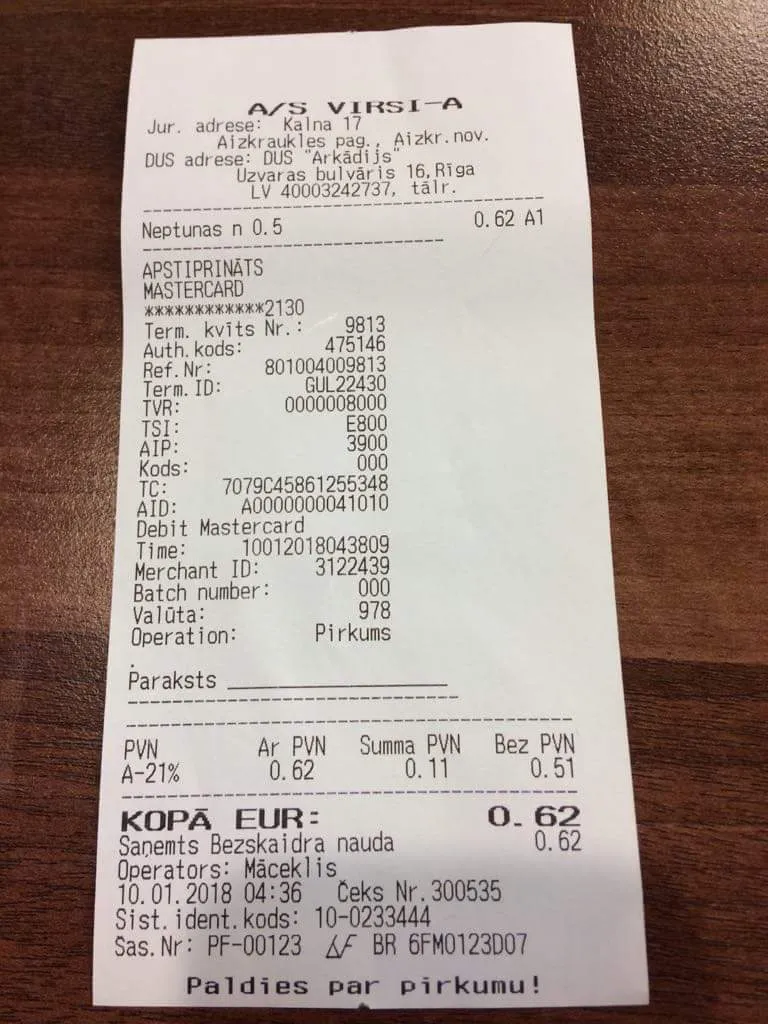 A/S VIRSI-A
Jur. adrese: Kalna 17
Aizkraukles pag., Aizkr.nov.
DUS adrese: DUS "Arkādijs"
Uzvaras bulvāris 16,Rīga
LV 40003242737, tālr.
Neptunas n 0.5 0.62 A1
APSTIPRINĀTS
MASTERCARD
************2130
Term. kvīts Nr.: 9813
Auth.kods: 475146
Ref.Nr: 801004009813
Term.ID: GUL22430
TVR: 0000008000
TSI: E800
AIP: 3900
Kods: 000
TC: 7079C45861255348
AID: A0000000041010
Debit Mastercard
Time: 10012018043809
Merchant ID: 3122439
Batch number: 000
Valūta: 978
Operation: Pirkums
.
Paraksts
PVN Ar PVN Summa PVN Bez PVN
A-21% 0.62 0.11 0.51
KOPĀ EUR: 0.62
Saņemts Bezskaidra nauda 0.62
Operators: Māceklis
10.01.2018 04:36 Čeks Nr.300535
Sist.ident.kods: 10-0233444
Sas.Nr: PF-00123 BR 6FM0123D07
Paldies par pirkumu!